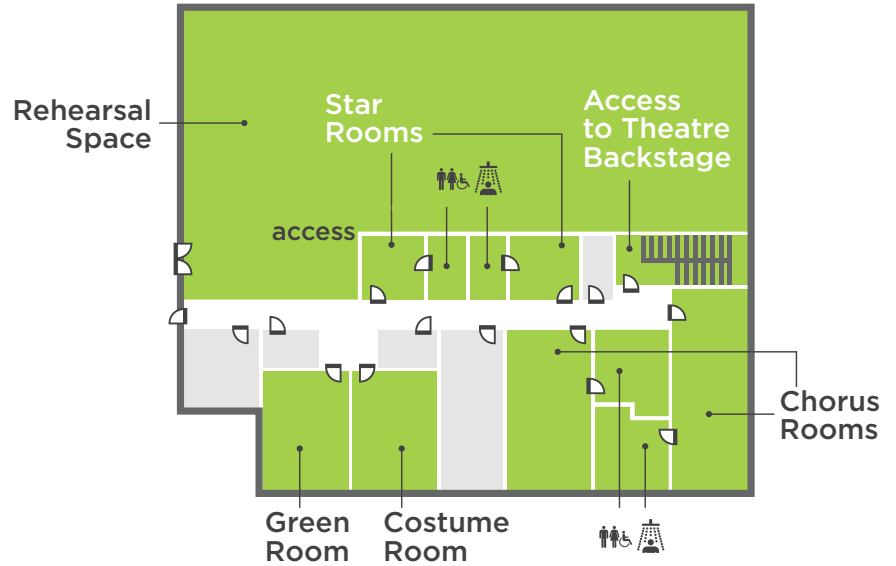 Rehearsal
Space
Star
Rooms
Access
to Theatre
Backstage
access
Chorus
Rooms
Green
Room
Costume
Room